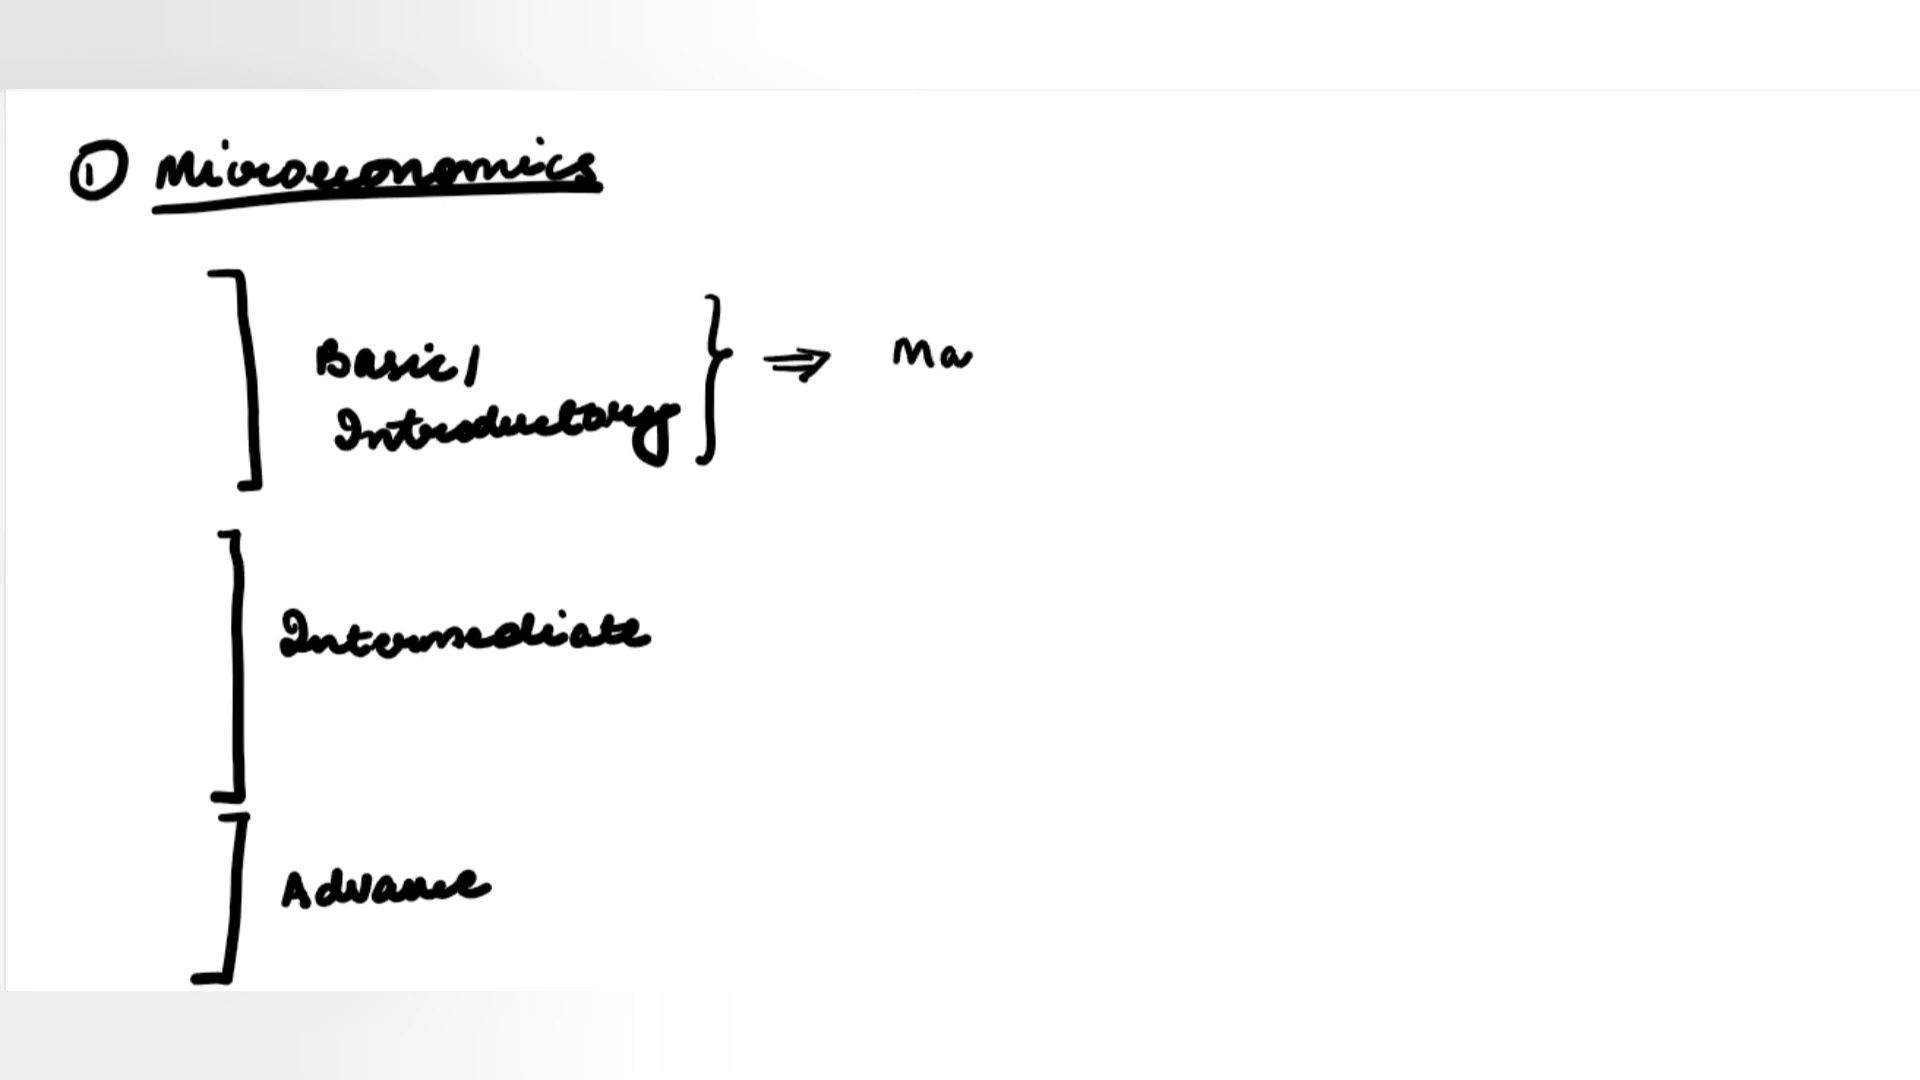 ① Microeconomics
Basic/
Introductory } ⇒ Ma
Intermediate
Advance